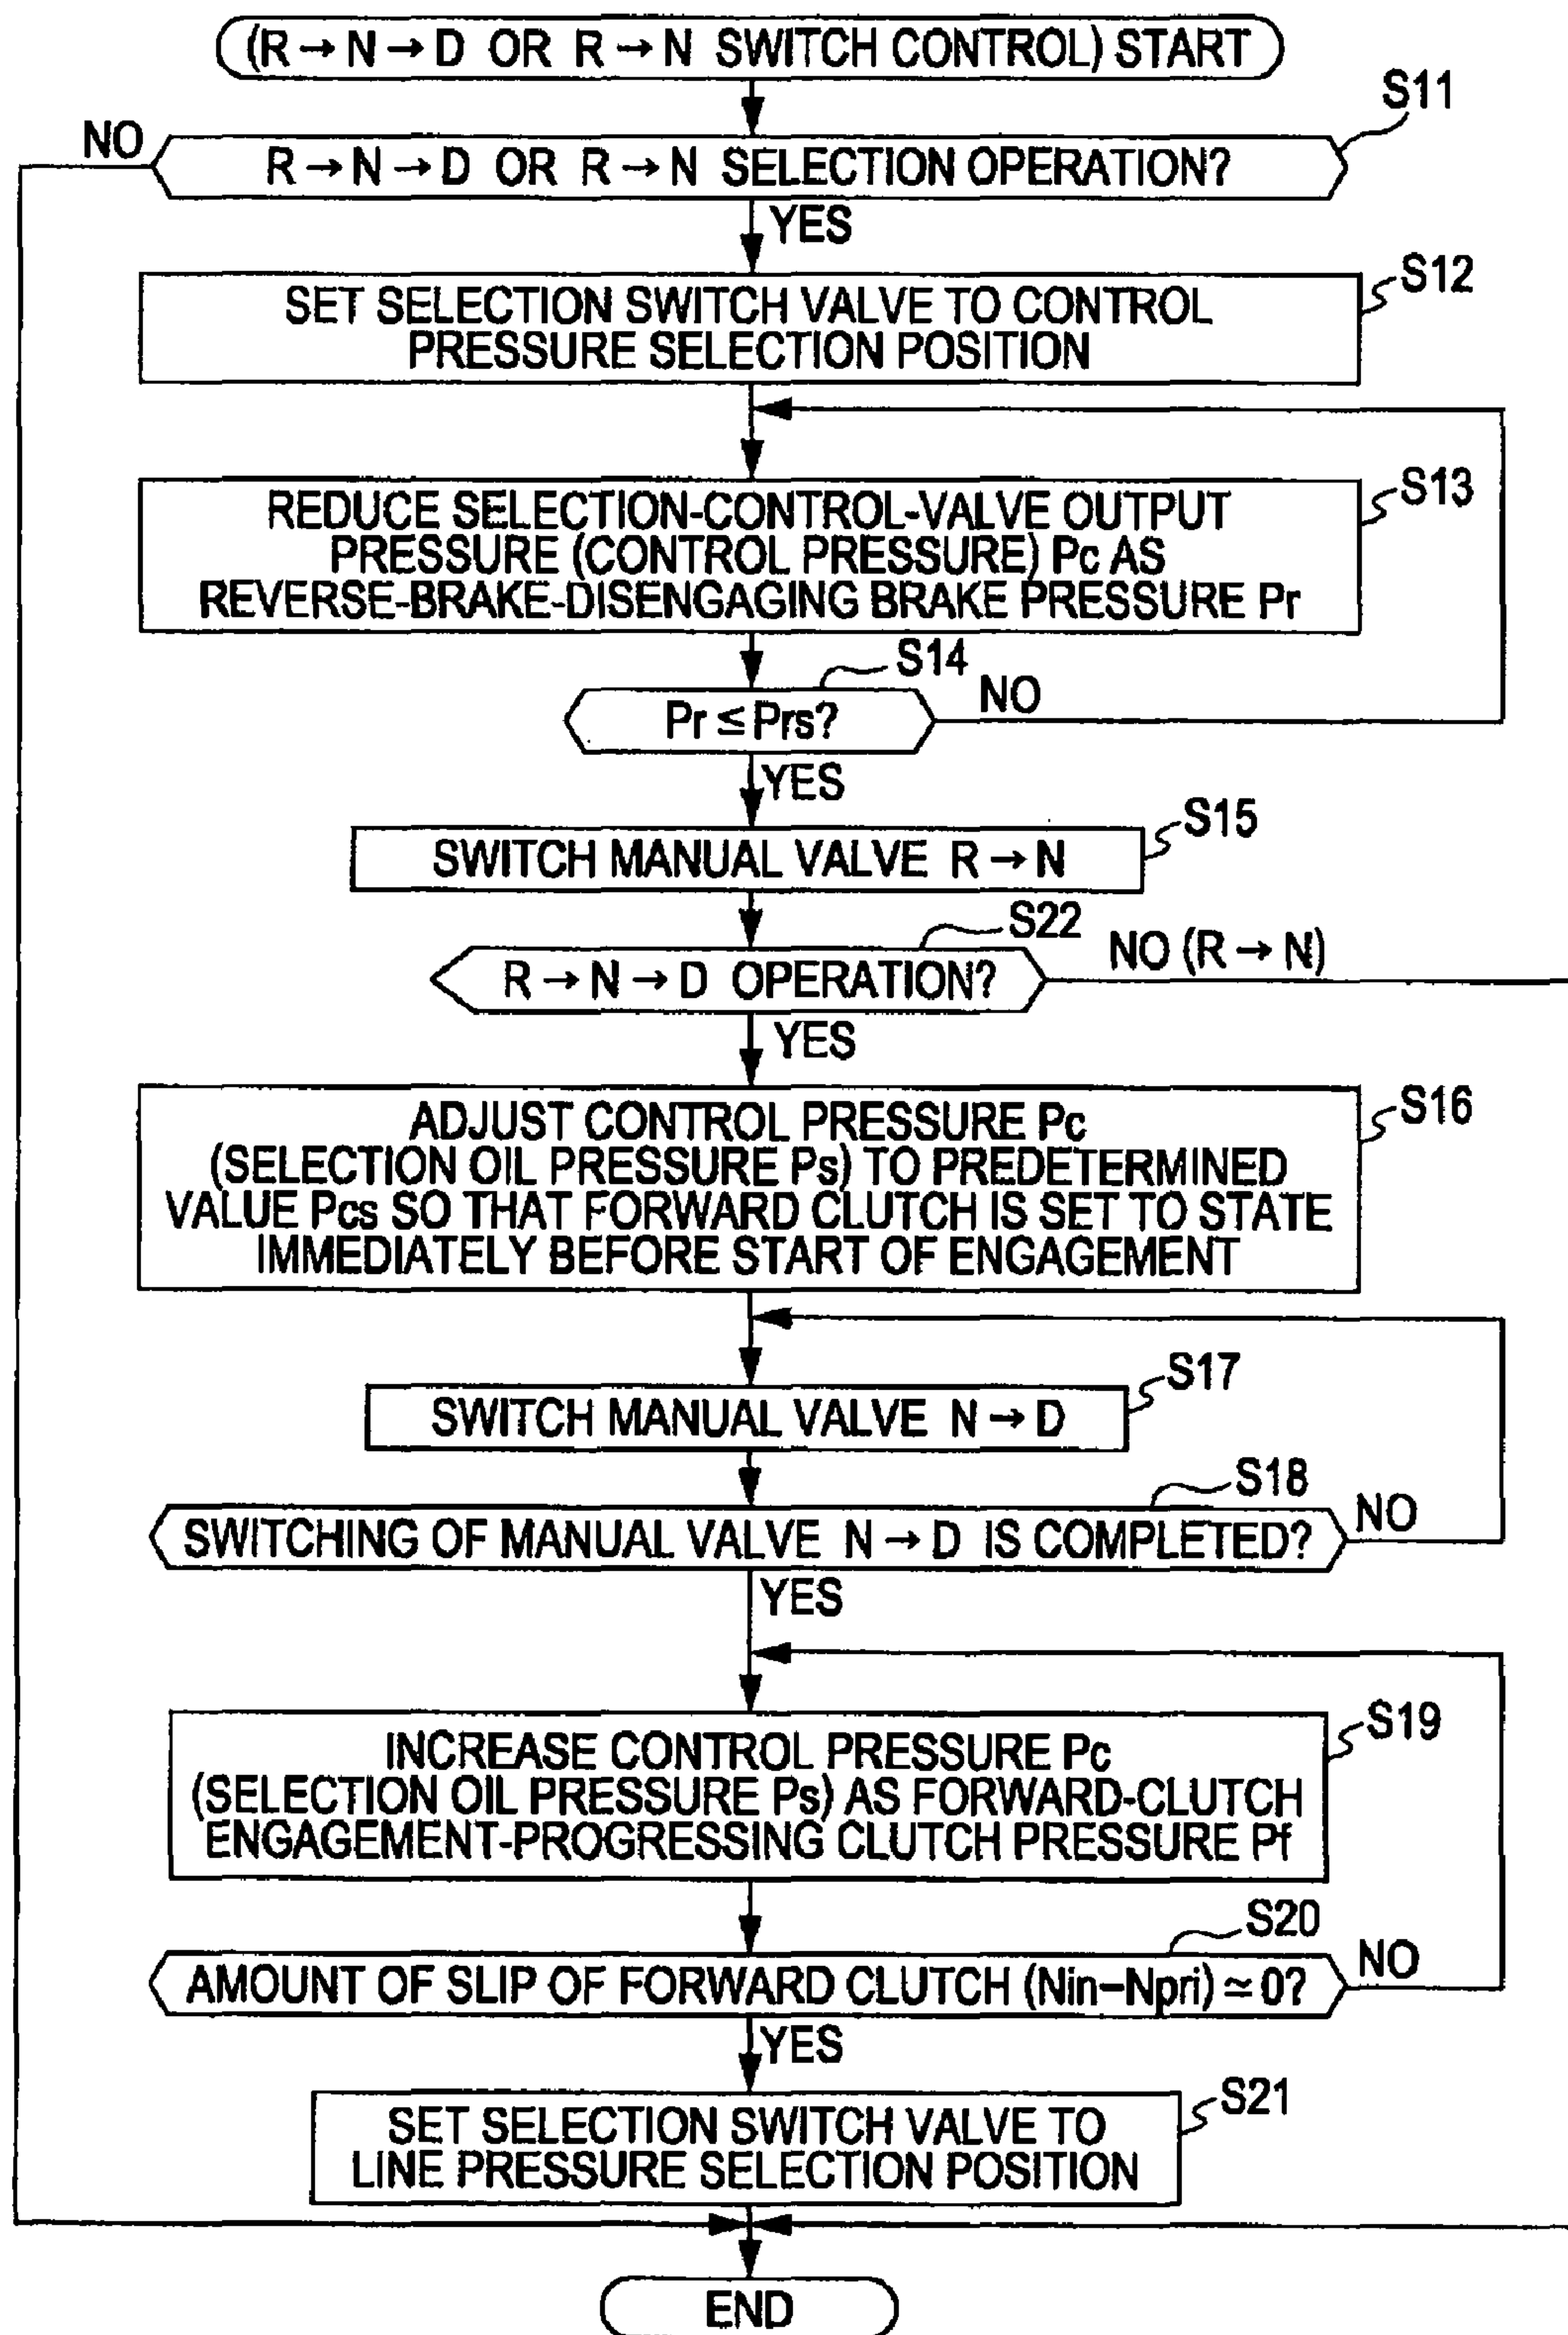 (R→N→D OR R→N SWITCH CONTROL) START
S11
NO
R→N→D OR R→N SELECTION OPERATION?
YES
S12
SET SELECTION SWITCH VALVE TO CONTROL
PRESSURE SELECTION POSITION
S13
REDUCE SELECTION-CONTROL-VALVE OUTPUT
PRESSURE (CONTROL PRESSURE) Pc AS
REVERSE-BRAKE-DISENGAGING BRAKE PRESSURE Pr
S14
Pr ≤ Prs?
NO
YES
S15
SWITCH MANUAL VALVE R→N
S22
R→N→D OPERATION?
NO (R→N)
YES
S16
ADJUST CONTROL PRESSURE Pc
(SELECTION OIL PRESSURE Ps) TO PREDETERMINED
VALUE Pcs SO THAT FORWARD CLUTCH IS SET TO STATE
IMMEDIATELY BEFORE START OF ENGAGEMENT
S17
SWITCH MANUAL VALVE N→D
S18
SWITCHING OF MANUAL VALVE N→D IS COMPLETED?
NO
YES
S19
INCREASE CONTROL PRESSURE Pc
(SELECTION OIL PRESSURE Ps) AS FORWARD-CLUTCH
ENGAGEMENT-PROGRESSING CLUTCH PRESSURE Pf
S20
AMOUNT OF SLIP OF FORWARD CLUTCH (Nin–Npri) ≃ 0?
NO
YES
S21
SET SELECTION SWITCH VALVE TO
LINE PRESSURE SELECTION POSITION
END